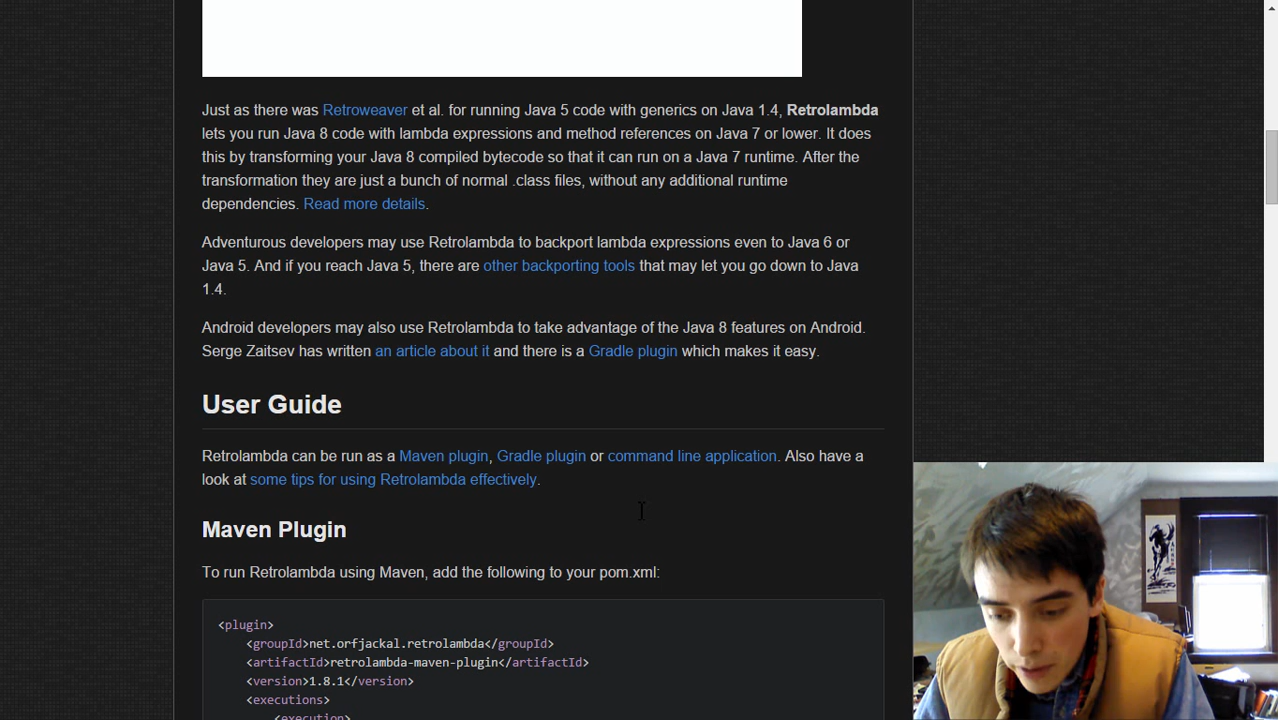 Just as there was Retroweaver et al. for running Java 5 code with generics on Java 1.4, Retrolambda
lets you run Java 8 code with lambda expressions and method references on Java 7 or lower. It does
this by transforming your Java 8 compiled bytecode so that it can run on a Java 7 runtime. After the
transformation they are just a bunch of normal .class files, without any additional runtime
dependencies. Read more details.
Adventurous developers may use Retrolambda to backport lambda expressions even to Java 6 or
Java 5. And if you reach Java 5, there are other backporting tools that may let you go down to Java
1.4.
Android developers may also use Retrolambda to take advantage of the Java 8 features on Android.
Serge Zaitsev has written an article about it and there is a Gradle plugin which makes it easy.
User Guide
Retrolambda can be run as a Maven plugin, Gradle plugin or command line application. Also have a
look at some tips for using Retrolambda effectively.
Maven Plugin
To run Retrolambda using Maven, add the following to your pom.xml:
<plugin>
<groupId>net.orfjackal.retrolambda</groupId>
<artifactId>retrolambda-maven-plugin</artifactId>
<version>1.8.1</version>
<executions>
<execution>